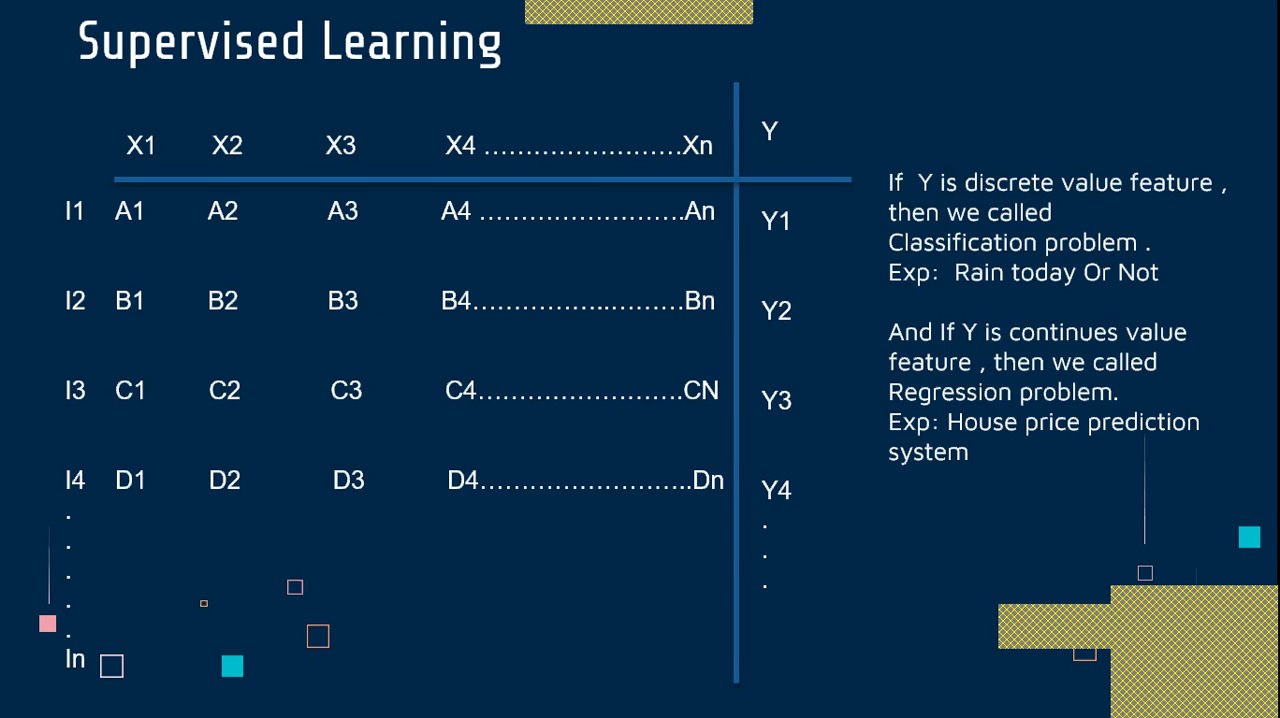 Supervised Learning
X1 X2 X3 X4 ……………………Xn Y
I1 A1 A2 A3 A4 …………………….An Y1
I2 B1 B2 B3 B4……………..………Bn Y2
I3 C1 C2 C3 C4…………………….CN Y3
I4 D1 D2 D3 D4……………………..Dn Y4
.
.
.
.
.
In
.
.
.
If Y is discrete value feature ,
then we called
Classification problem .
Exp: Rain today Or Not
And If Y is continues value
feature , then we called
Regression problem.
Exp: House price prediction
system